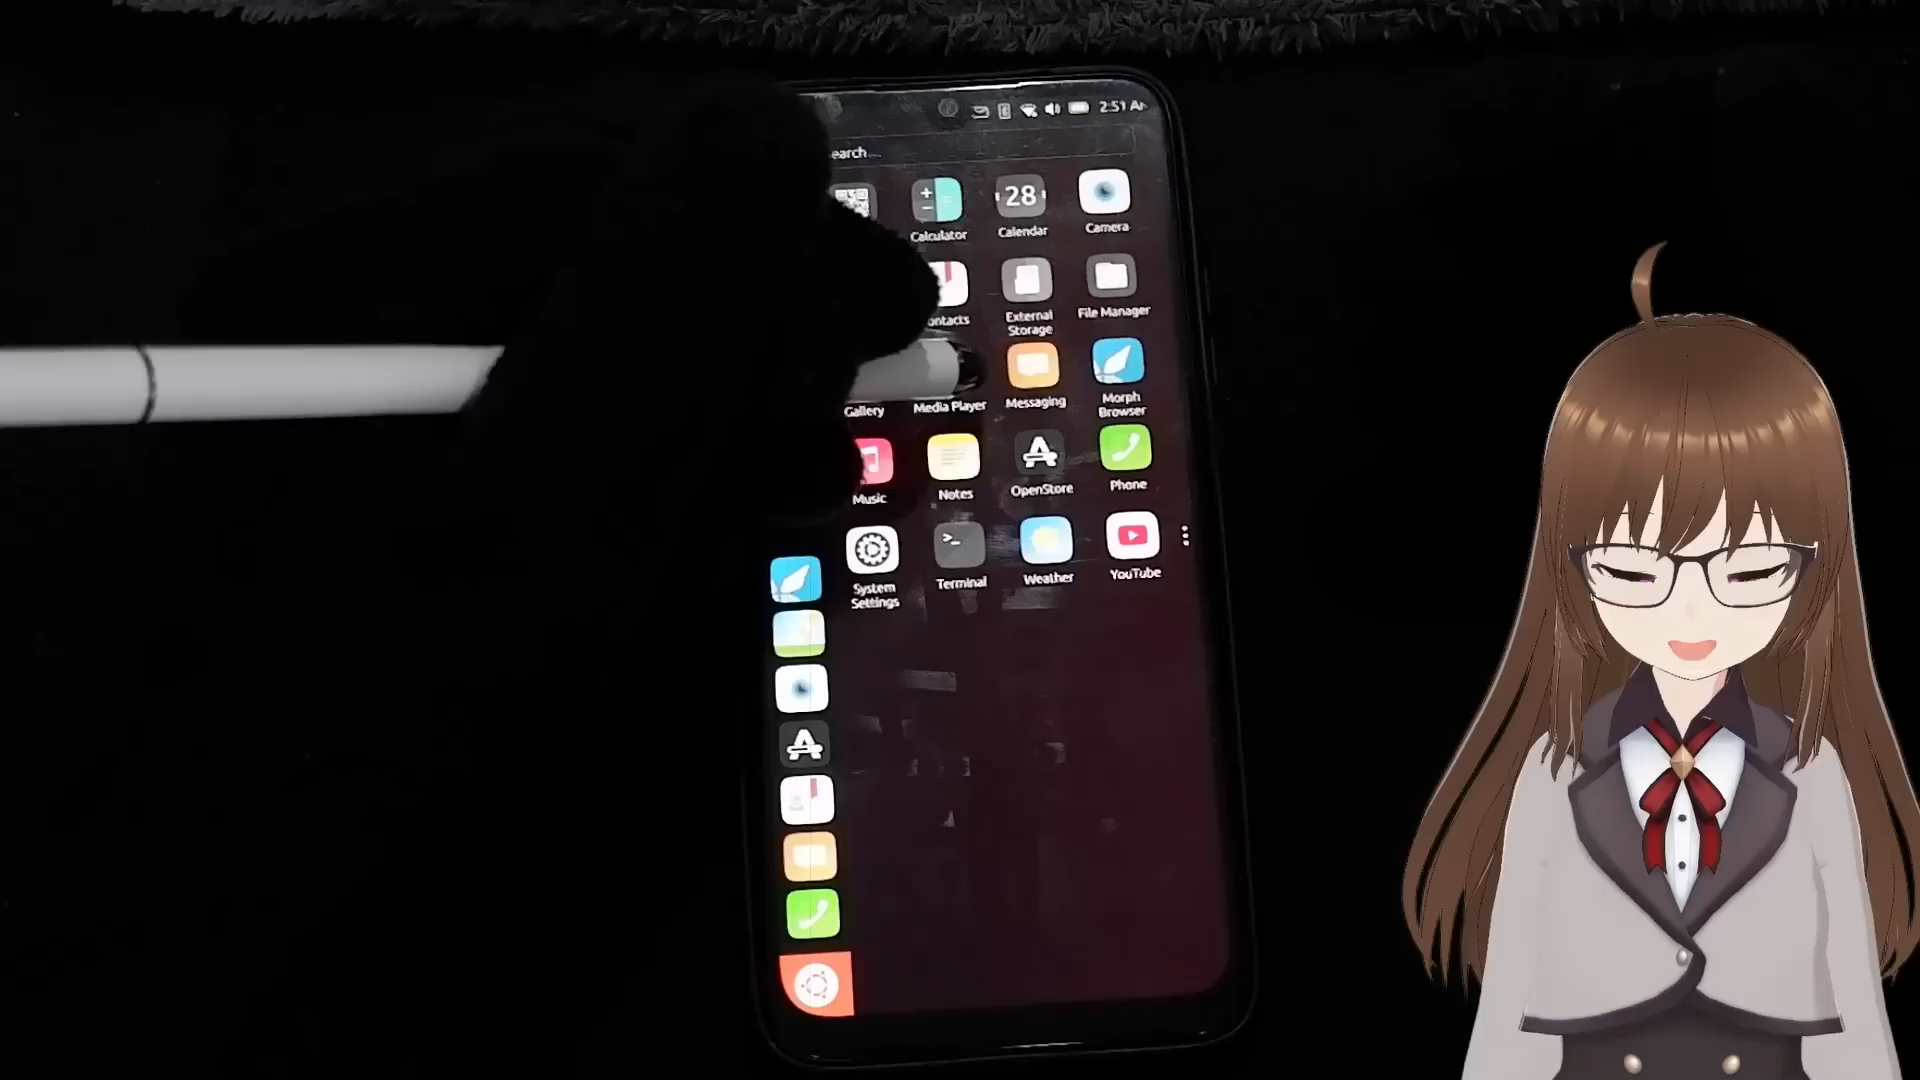 2:51 A
earch...
Calculator
Calendar
28
Camera
ontacts
External
Storage
File Manager
Gallery
Media Player
Messaging
Morph
Browser
Music
Notes
OpenStore
Phone
System
Settings
Terminal
Weather
YouTube